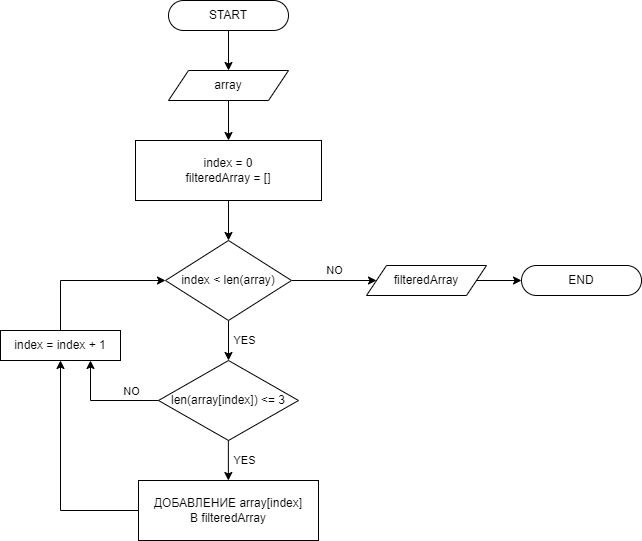 START
array
index = 0
filteredArray = []
index < len(array)
NO
filteredArray
END
YES
index = index + 1
NO
len(array[index]) <= 3
YES
ДОБАВЛЕНИЕ array[index]
В filteredArray